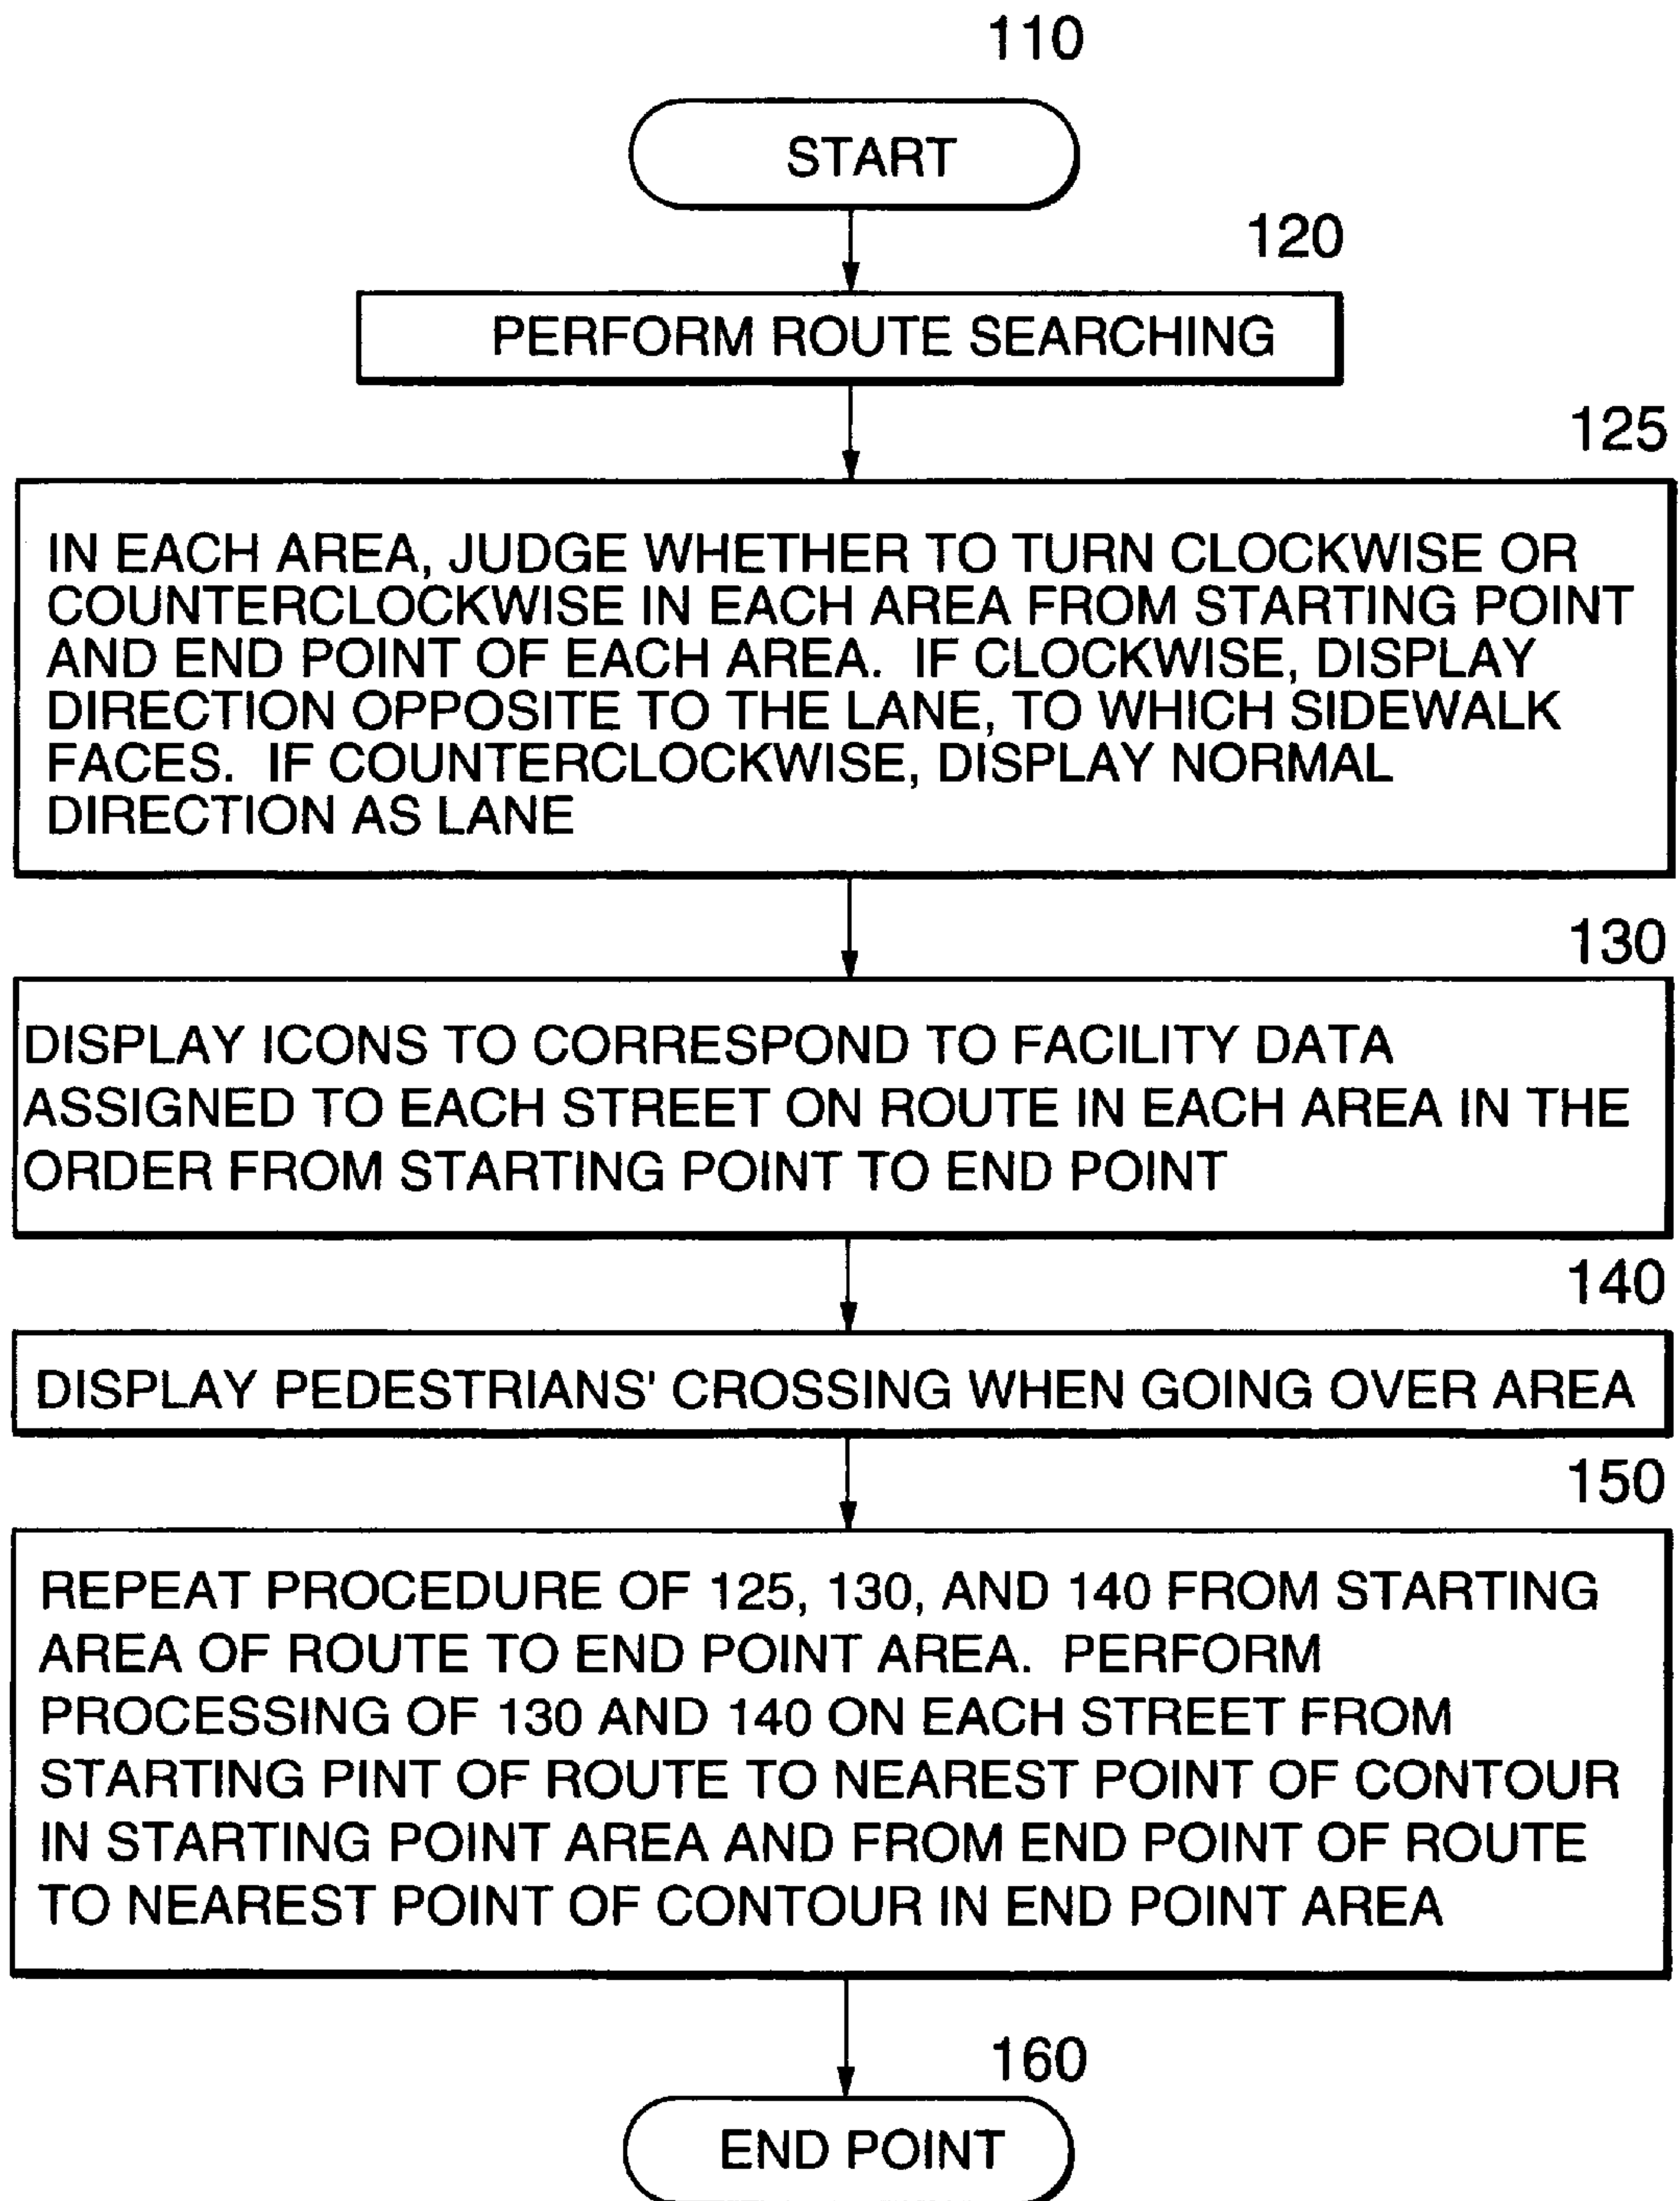 110
START
120
PERFORM ROUTE SEARCHING
125
IN EACH AREA, JUDGE WHETHER TO TURN CLOCKWISE OR
COUNTERCLOCKWISE IN EACH AREA FROM STARTING POINT
AND END POINT OF EACH AREA. IF CLOCKWISE, DISPLAY
DIRECTION OPPOSITE TO THE LANE, TO WHICH SIDEWALK
FACES. IF COUNTERCLOCKWISE, DISPLAY NORMAL
DIRECTION AS LANE
130
DISPLAY ICONS TO CORRESPOND TO FACILITY DATA
ASSIGNED TO EACH STREET ON ROUTE IN EACH AREA IN THE
ORDER FROM STARTING POINT TO END POINT
140
DISPLAY PEDESTRIANS' CROSSING WHEN GOING OVER AREA
150
REPEAT PROCEDURE OF 125, 130, AND 140 FROM STARTING
AREA OF ROUTE TO END POINT AREA. PERFORM
PROCESSING OF 130 AND 140 ON EACH STREET FROM
STARTING PINT OF ROUTE TO NEAREST POINT OF CONTOUR
IN STARTING POINT AREA AND FROM END POINT OF ROUTE
TO NEAREST POINT OF CONTOUR IN END POINT AREA
160
END POINT